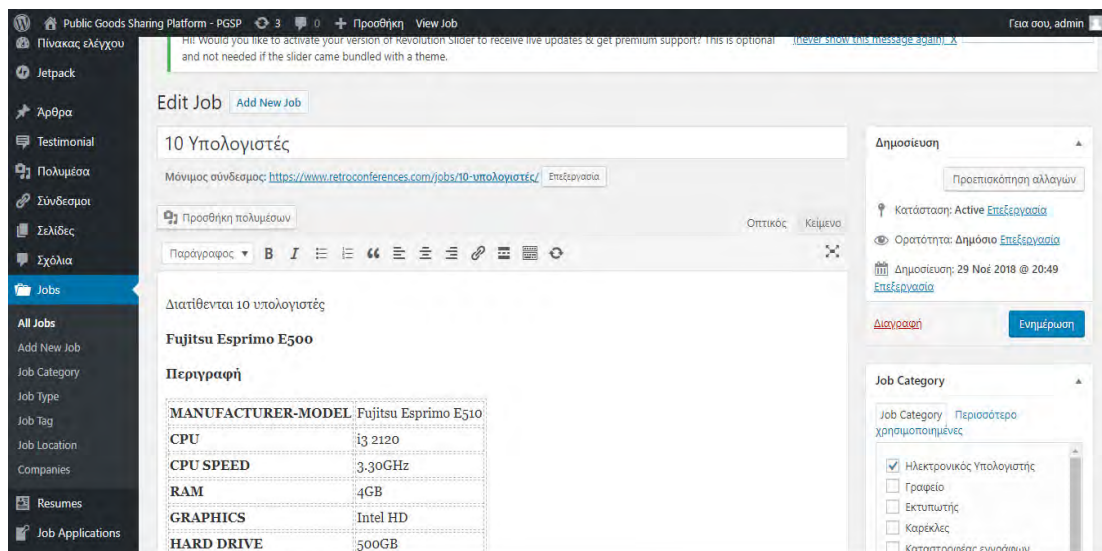 Public Goods Sharing Platform - PGSP 3 0 + Προσθήκη View Job Γεια σου, admin
Πίνακας ελέγχου
Jetpack
Άρθρα
Testimonial
Πολυμέσα
Σύνδεσμοι
Σελίδες
Σχόλια
Jobs
All Jobs
Add New Job
Job Category
Job Type
Job Tag
Job Location
Companies
Resumes
Job Applications
Hi! Would you like to activate your version of Revolution Slider to receive live updates & get premium support? This is optional (never show this message again) X
and not needed if the slider came bundled with a theme.
Edit Job Add New Job
10 Υπολογιστές
Μόνιμος σύνδεσμος: https://www.retroconferences.com/jobs/10-υπολογιστές/ Επεξεργασία
Προσθήκη πολυμέσων
Οπτικός Κείμενο
Παράγραφος B I
Διατίθενται 10 υπολογιστές
Fujitsu Esprimo E500
Περιγραφή
MANUFACTURER-MODEL Fujitsu Esprimo E510
CPU i3 2120
CPU SPEED 3.30GHz
RAM 4GB
GRAPHICS Intel HD
HARD DRIVE 500GB
Δημοσίευση
Προεπισκόπηση αλλαγών
Κατάσταση: Active Επεξεργασία
Ορατότητα: Δημόσιο Επεξεργασία
Δημοσίευση: 29 Νοέ 2018 @ 20:49
Επεξεργασία
Διαγραφή Ενημέρωση
Job Category
Job Category Περισσότερο
χρησιμοποιημένες
Ηλεκτρονικός Υπολογιστής
Γραφείο
Εκτυπωτής
Καρέκλες
Καταστροφέας εγγράφων